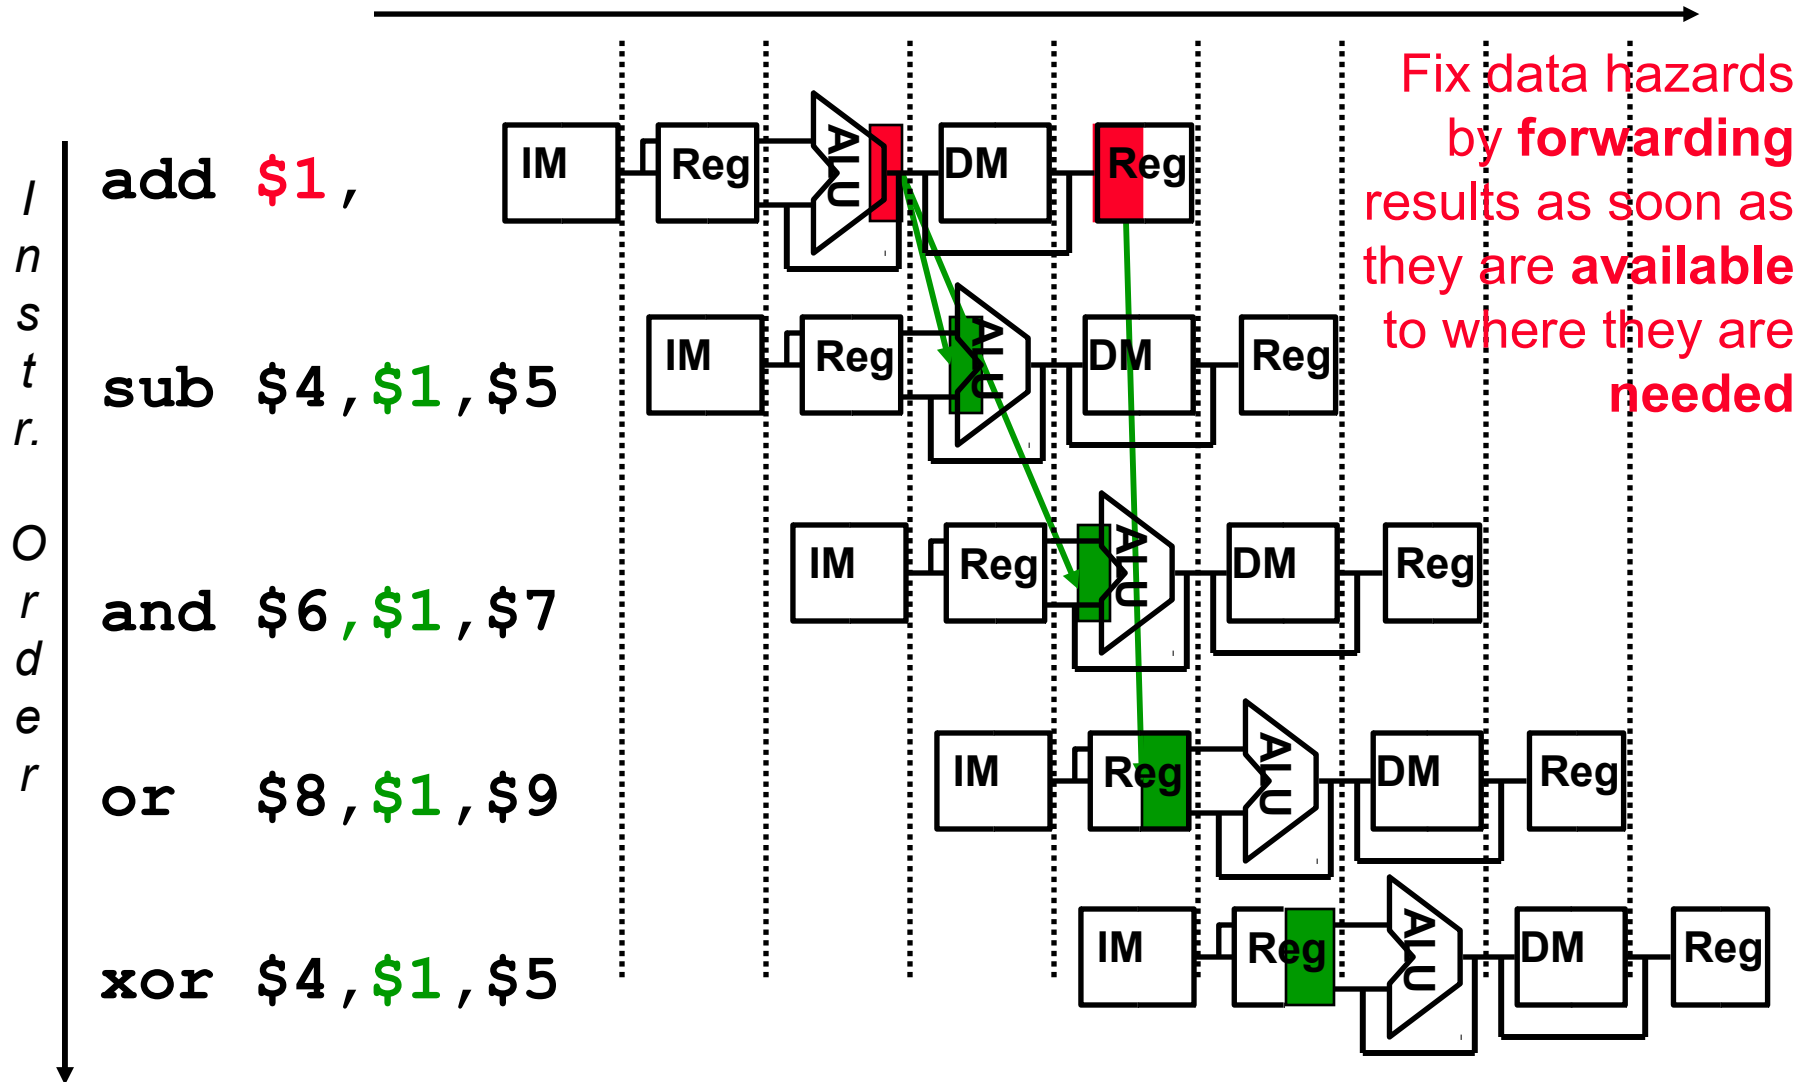 Fix data hazards
by forwarding
results as soon as
they are available
to where they are
needed
Instr. Order
add $1,
IM Reg ALU DM Reg
sub $4,$1,$5
IM Reg ALU DM Reg
and $6,$1,$7
IM Reg ALU DM Reg
or $8,$1,$9
IM Reg ALU DM Reg
xor $4,$1,$5
IM Reg ALU DM Reg